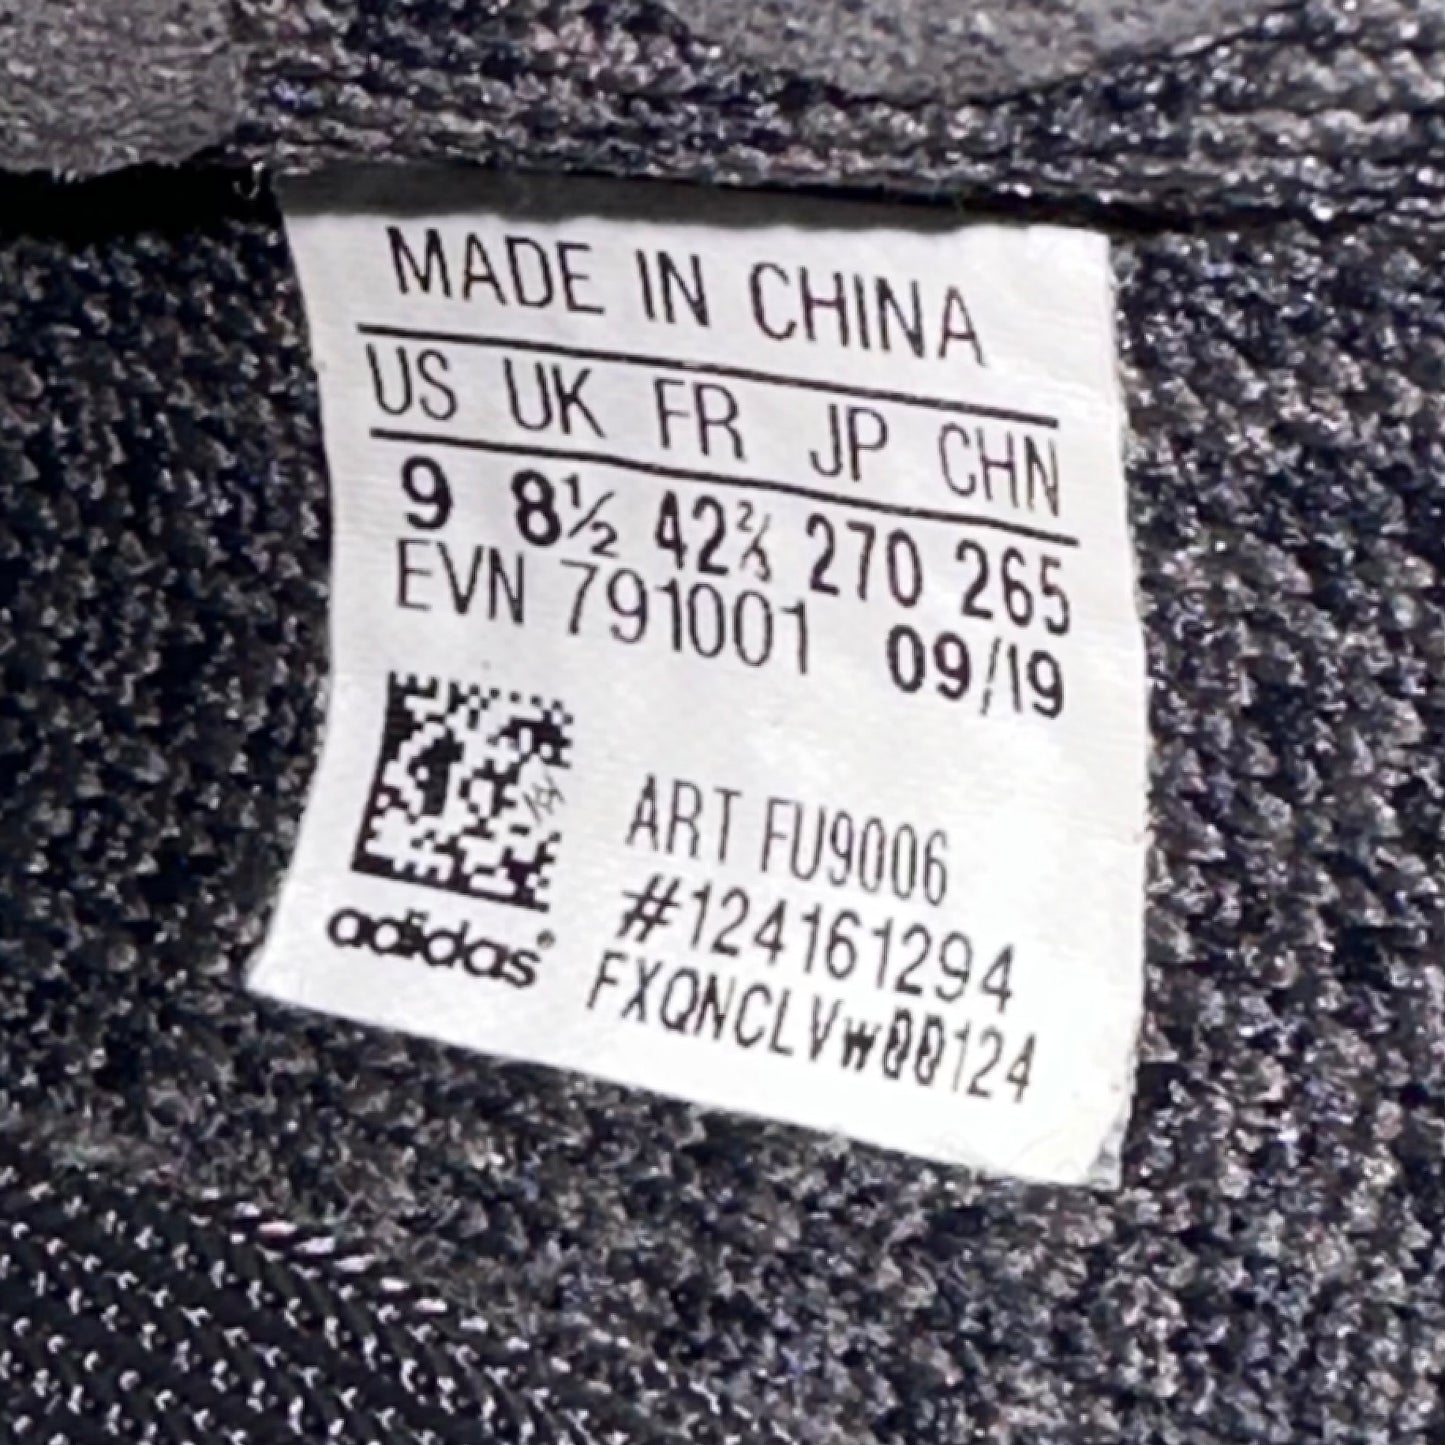 MADE IN CHINA
US UK FR JP CHN
9 8½ 42⅔ 270 265
EVN 791001 09/19
ART FU9006
#124161294
adidas®
FXQNCLVW00124